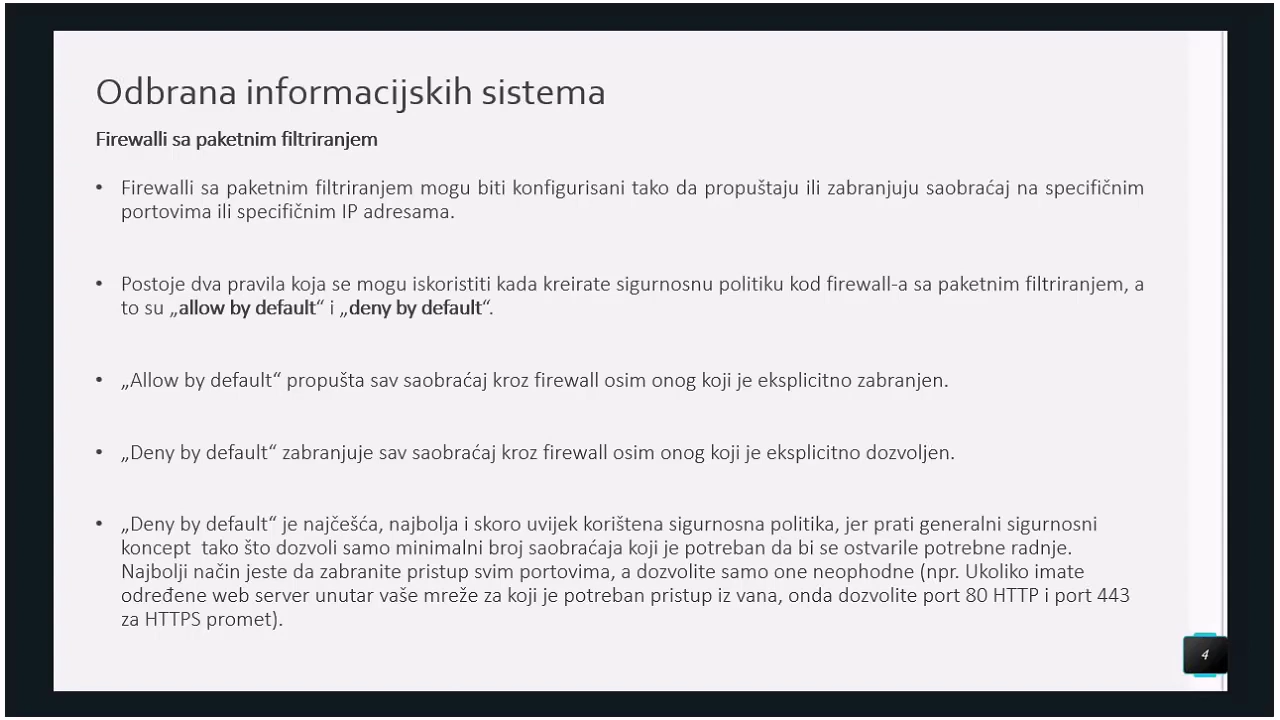 Odbrana informacijskih sistema
Firewalli sa paketnim filtriranjem
• Firewalli sa paketnim filtriranjem mogu biti konfigurisani tako da propuštaju ili zabranjuju saobraćaj na specifičnim
portovima ili specifičnim IP adresama.
• Postoje dva pravila koja se mogu iskoristiti kada kreirate sigurnosnu politiku kod firewall-a sa paketnim filtriranjem, a
to su „allow by default“ i „deny by default“.
• „Allow by default“ propušta sav saobraćaj kroz firewall osim onog koji je eksplicitno zabranjen.
• „Deny by default“ zabranjuje sav saobraćaj kroz firewall osim onog koji je eksplicitno dozvoljen.
• „Deny by default“ je najčešća, najbolja i skoro uvijek korištena sigurnosna politika, jer prati generalni sigurnosni
koncept  tako što dozvoli samo minimalni broj saobraćaja koji je potreban da bi se ostvarile potrebne radnje.
Najbolji način jeste da zabranite pristup svim portovima, a dozvolite samo one neophodne (npr. Ukoliko imate
određene web server unutar vaše mreže za koji je potreban pristup iz vana, onda dozvolite port 80 HTTP i port 443
za HTTPS promet).
4